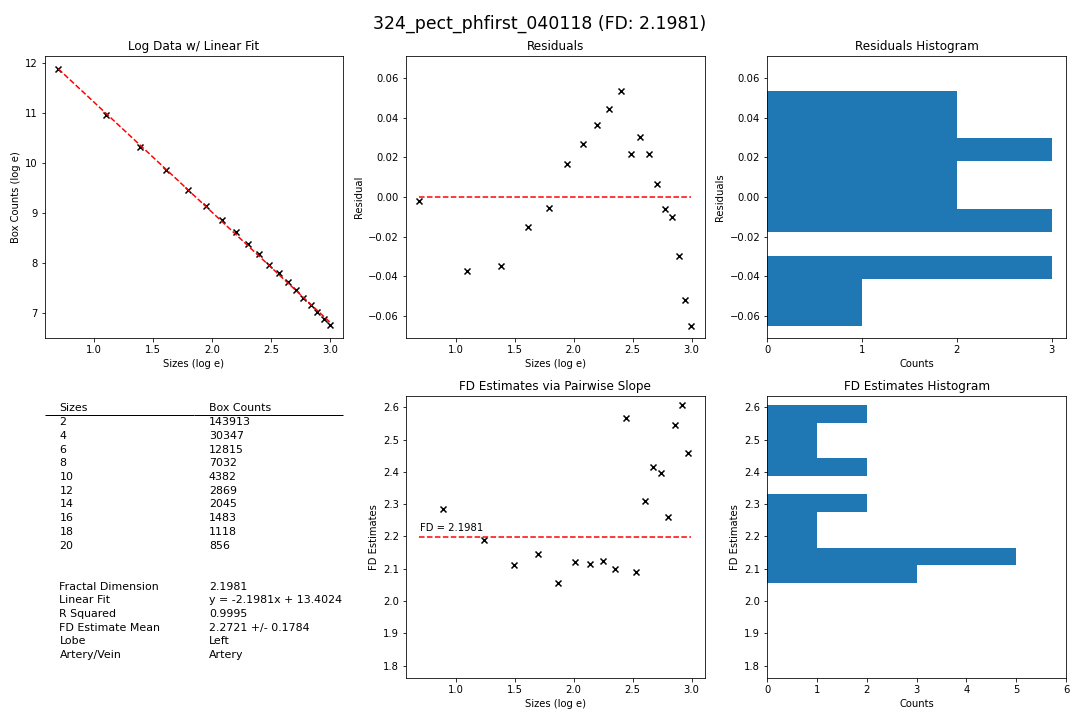 324_pect_phfirst_040118 (FD: 2.1981)
Log Data w/ Linear Fit
12
11
10
9
8
7
Box Counts (log e)
1.0 1.5 2.0 2.5 3.0
Sizes (log e)
Residuals
0.06
0.04
0.02
0.00
−0.02
−0.04
−0.06
Residual
1.0 1.5 2.0 2.5 3.0
Sizes (log e)
Residuals Histogram
0.06
0.04
0.02
0.00
−0.02
−0.04
−0.06
Residuals
0 1 2 3
Counts
Sizes Box Counts
2 143913
4 30347
6 12815
8 7032
10 4382
12 2869
14 2045
16 1483
18 1118
20 856
Fractal Dimension 2.1981
Linear Fit y = -2.1981x + 13.4024
R Squared 0.9995
FD Estimate Mean 2.2721 +/- 0.1784
Lobe Left
Artery/Vein Artery
FD Estimates via Pairwise Slope
2.6
2.5
2.4
2.3
2.2
2.1
2.0
1.9
1.8
FD Estimates
FD = 2.1981
1.0 1.5 2.0 2.5 3.0
Sizes (log e)
FD Estimates Histogram
2.6
2.5
2.4
2.3
2.2
2.1
2.0
1.9
1.8
FD Estimates
0 1 2 3 4 5 6
Counts